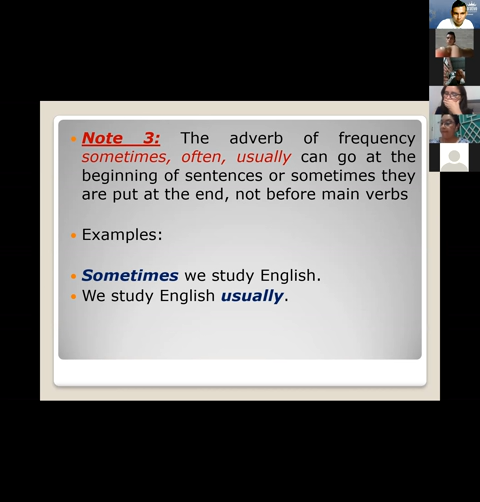 Note 3: The adverb of frequency
sometimes, often, usually can go at the
beginning of sentences or sometimes they
are put at the end, not before main verbs
Examples:
Sometimes we study English.
We study English usually.